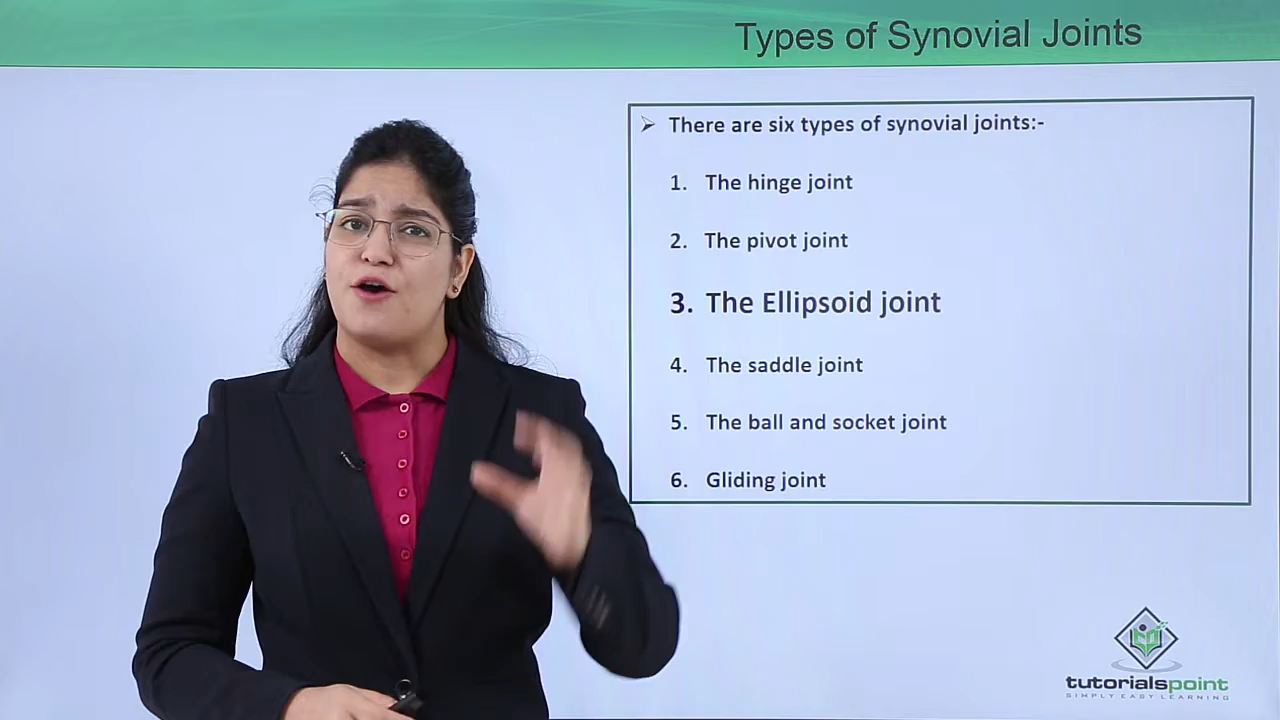 Types of Synovial Joints
➢ There are six types of synovial joints:-
1. The hinge joint
2. The pivot joint
3. The Ellipsoid joint
4. The saddle joint
5. The ball and socket joint
6. Gliding joint
tutorialspoint
SIMPLY EASY LEARNING